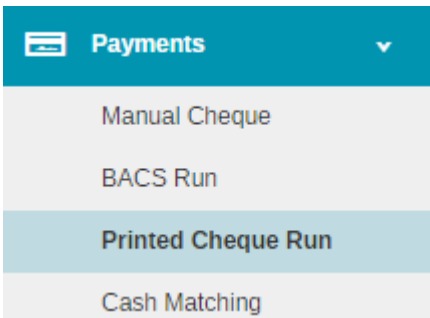 Payments
Manual Cheque
BACS Run
Printed Cheque Run
Cash Matching